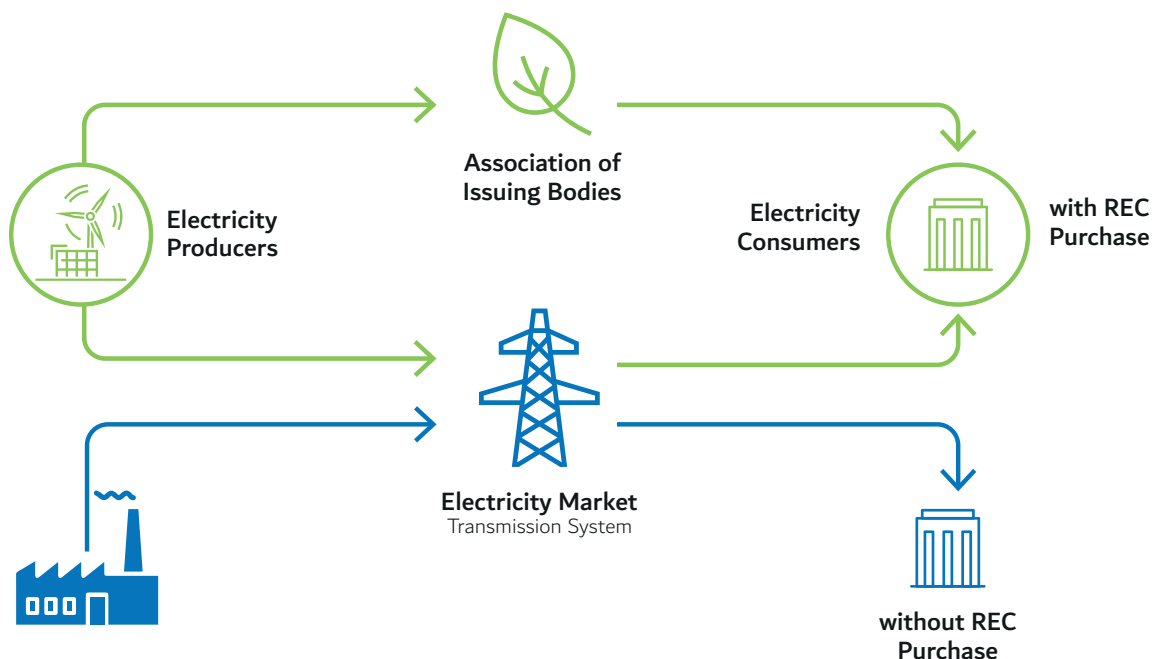 Association of
Issuing Bodies
Electricity
Producers
Electricity
Consumers
with REC
Purchase
Electricity Market
Transmission System
without REC
Purchase